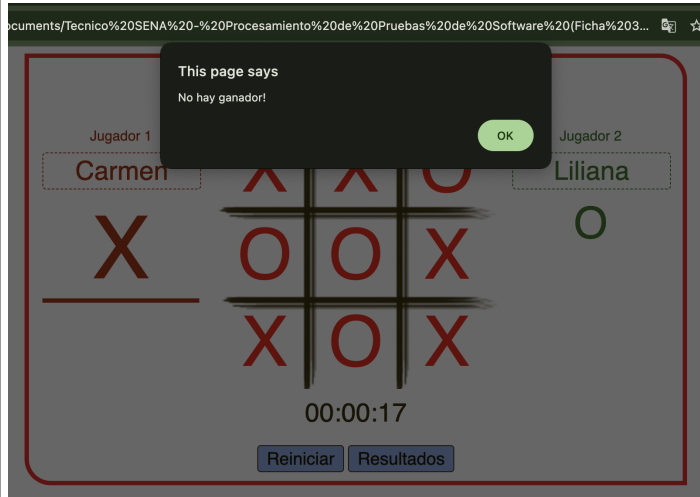 ocuments/Tecnico%20SENA%20-%20Procesamiento%20de%20Pruebas%20de%20Software%20(Ficha%203...
This page says
No hay ganador!
OK
Jugador 1
Jugador 2
Carmen
Liliana
X X O
X
O
O O X
X O X
00:00:17
Reiniciar
Resultados